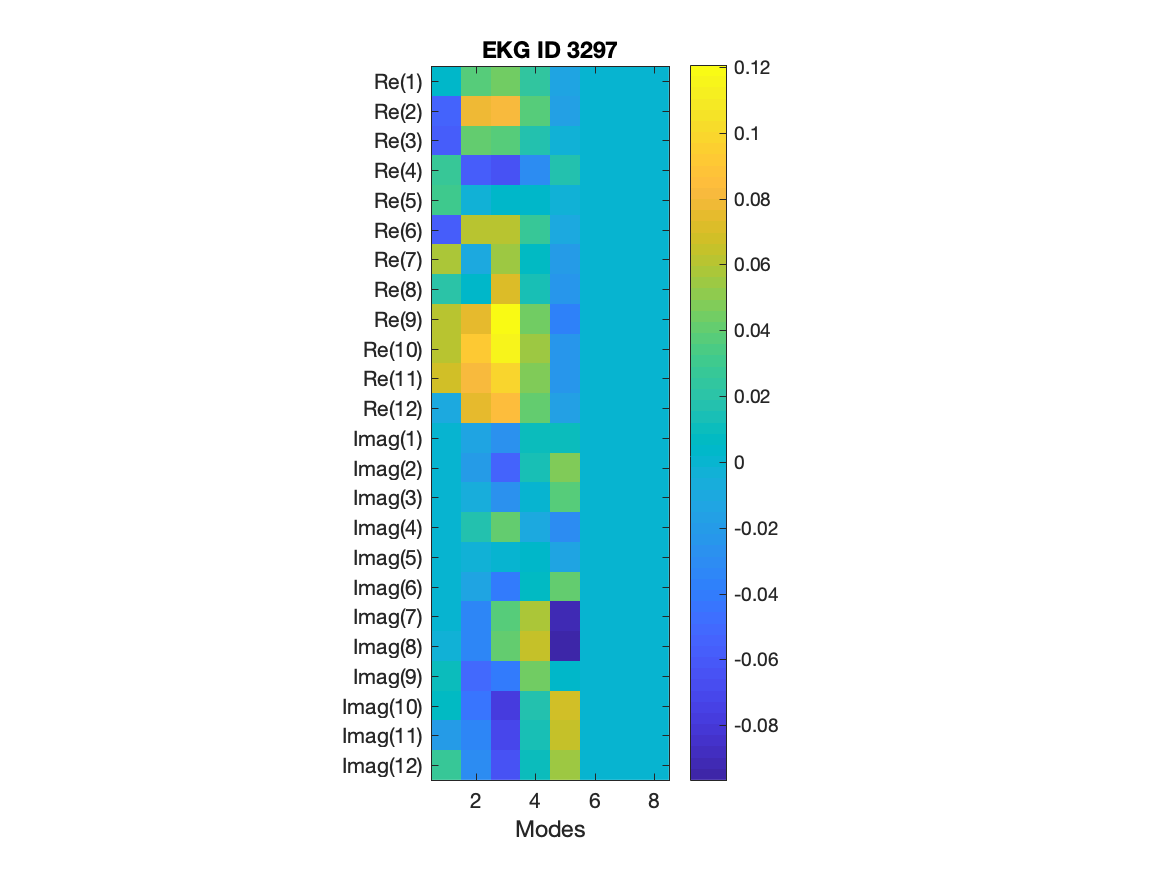 EKG ID 3297
Re(1)
Re(2)
Re(3)
Re(4)
Re(5)
Re(6)
Re(7)
Re(8)
Re(9)
Re(10)
Re(11)
Re(12)
Imag(1)
Imag(2)
Imag(3)
Imag(4)
Imag(5)
Imag(6)
Imag(7)
Imag(8)
Imag(9)
Imag(10)
Imag(11)
Imag(12)
2 4 6 8
Modes
0.12
0.1
0.08
0.06
0.04
0.02
0
-0.02
-0.04
-0.06
-0.08